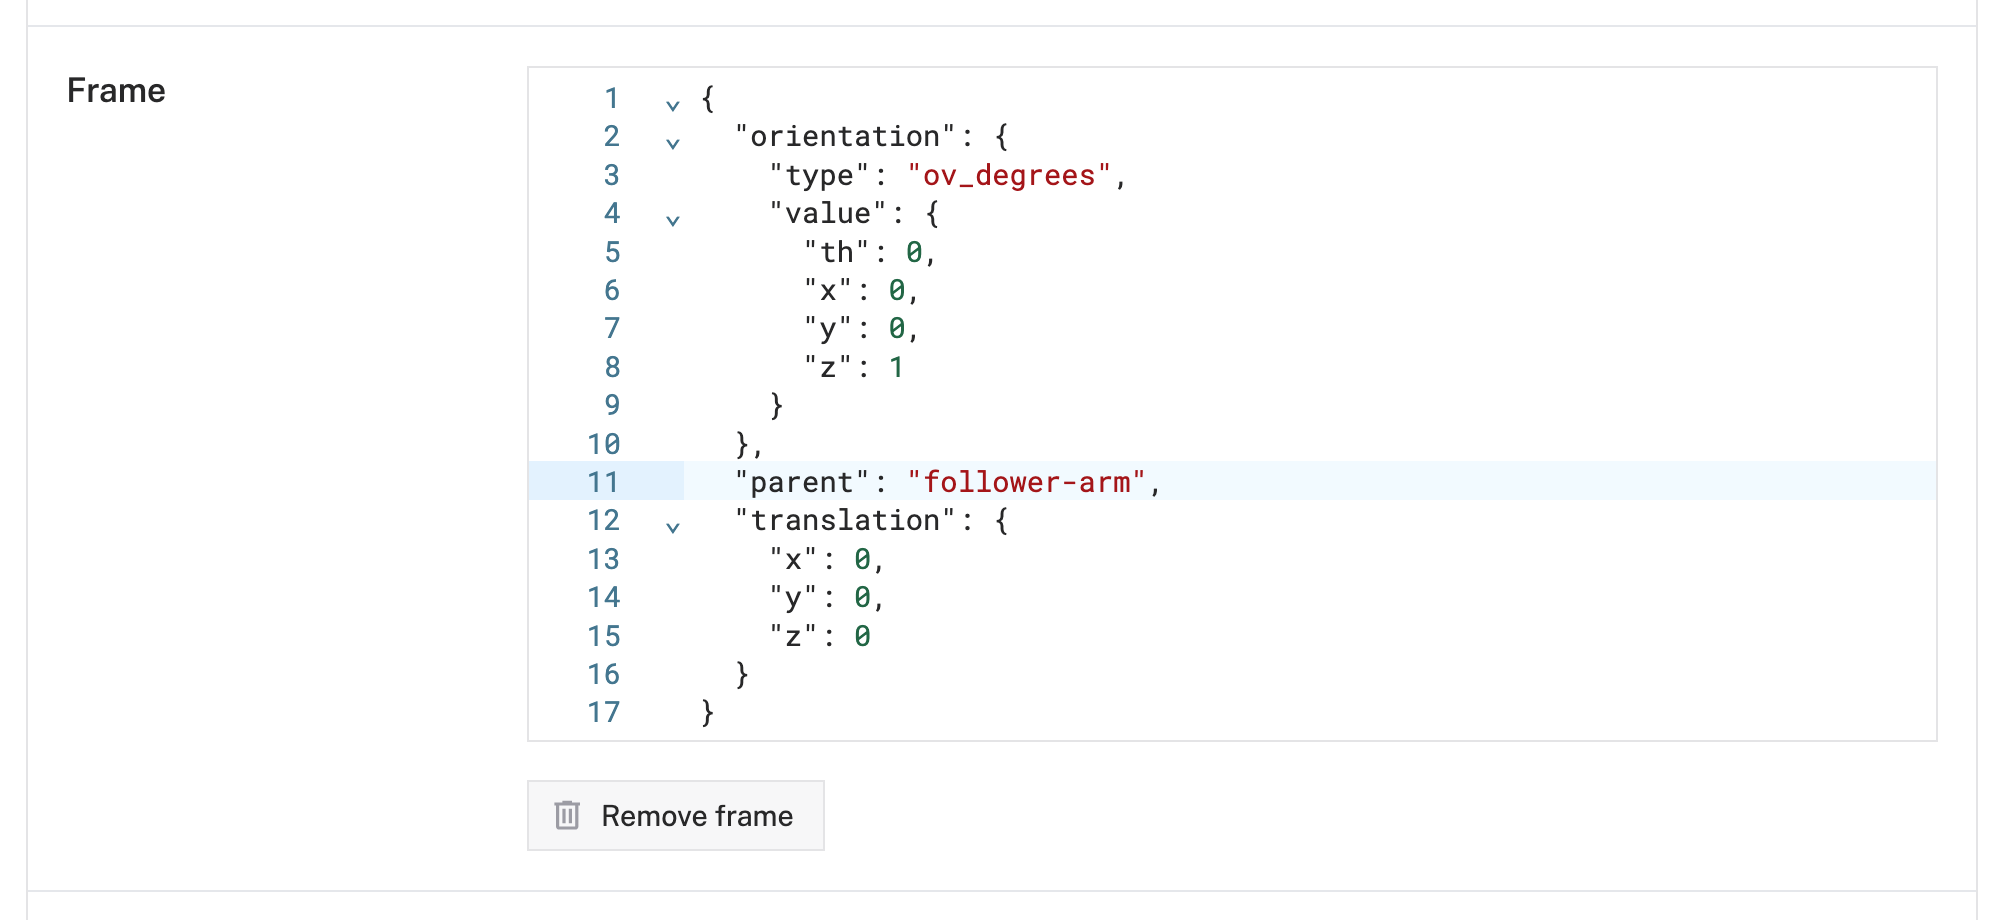 Frame
1 {
2 "orientation": {
3 "type": "ov_degrees",
4 "value": {
5 "th": 0,
6 "x": 0,
7 "y": 0,
8 "z": 1
9 }
10 },
11 "parent": "follower-arm",
12 "translation": {
13 "x": 0,
14 "y": 0,
15 "z": 0
16 }
17 }
Remove frame